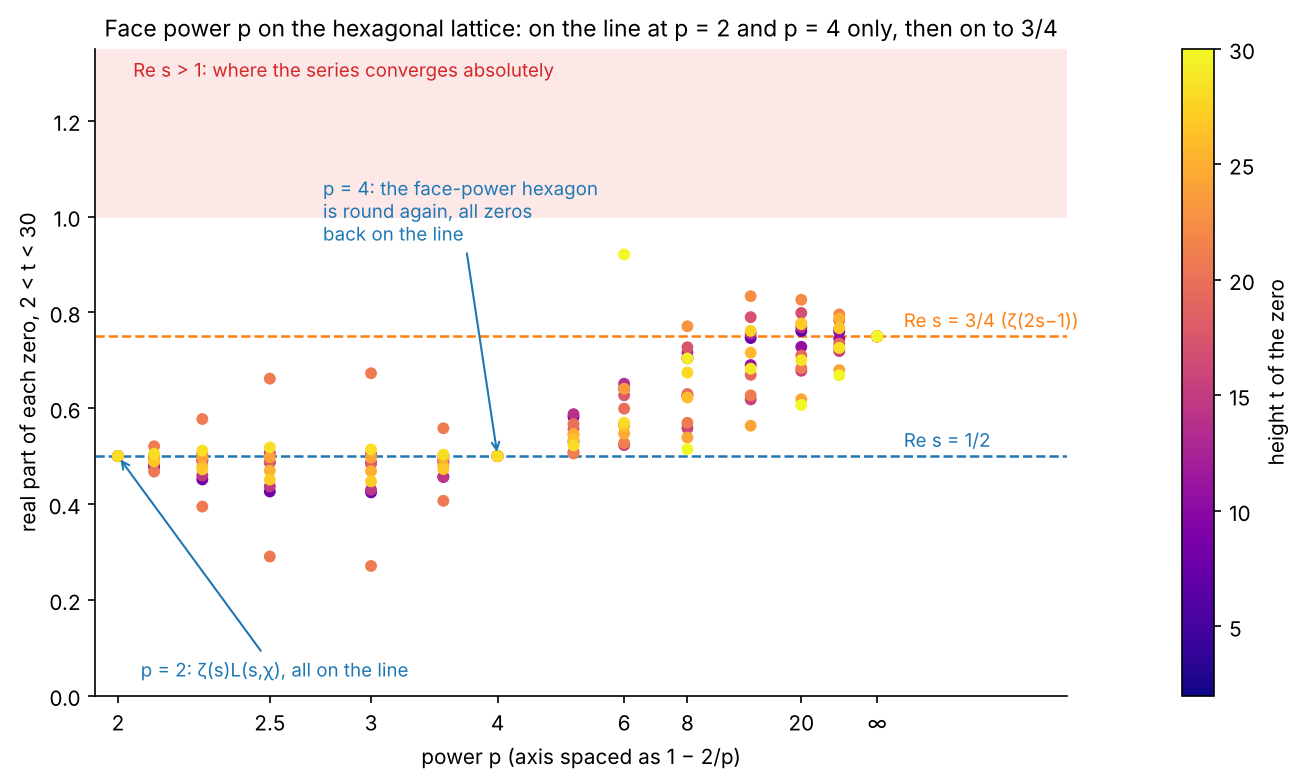 Face power p on the hexagonal lattice: on the line at p = 2 and p = 4 only, then on to 3/4
Re s > 1: where the series converges absolutely
p = 4: the face-power hexagon
is round again, all zeros
back on the line
Re s = 3/4 (ζ(2s−1))
Re s = 1/2
p = 2: ζ(s)L(s,χ), all on the line
real part of each zero, 2 < t < 30
1.2
1.0
0.8
0.6
0.4
0.2
0.0
2
2.5
3
4
6
8
20
∞
power p (axis spaced as 1 − 2/p)
30
25
20
15
10
5
height t of the zero